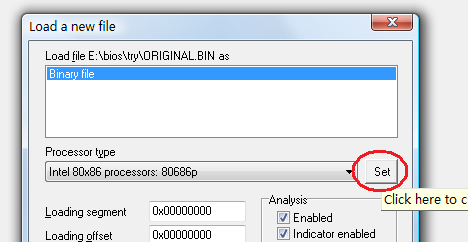 Load a new file
Load file E:\bios\try\ORIGINAL.BIN as
Binary file
Processor type
Intel 80x86 processors: 80686p
Set
Click here to c
Loading segment
0x00000000
Analysis
Enabled
Loading offset
0x00000000
Indicator enabled